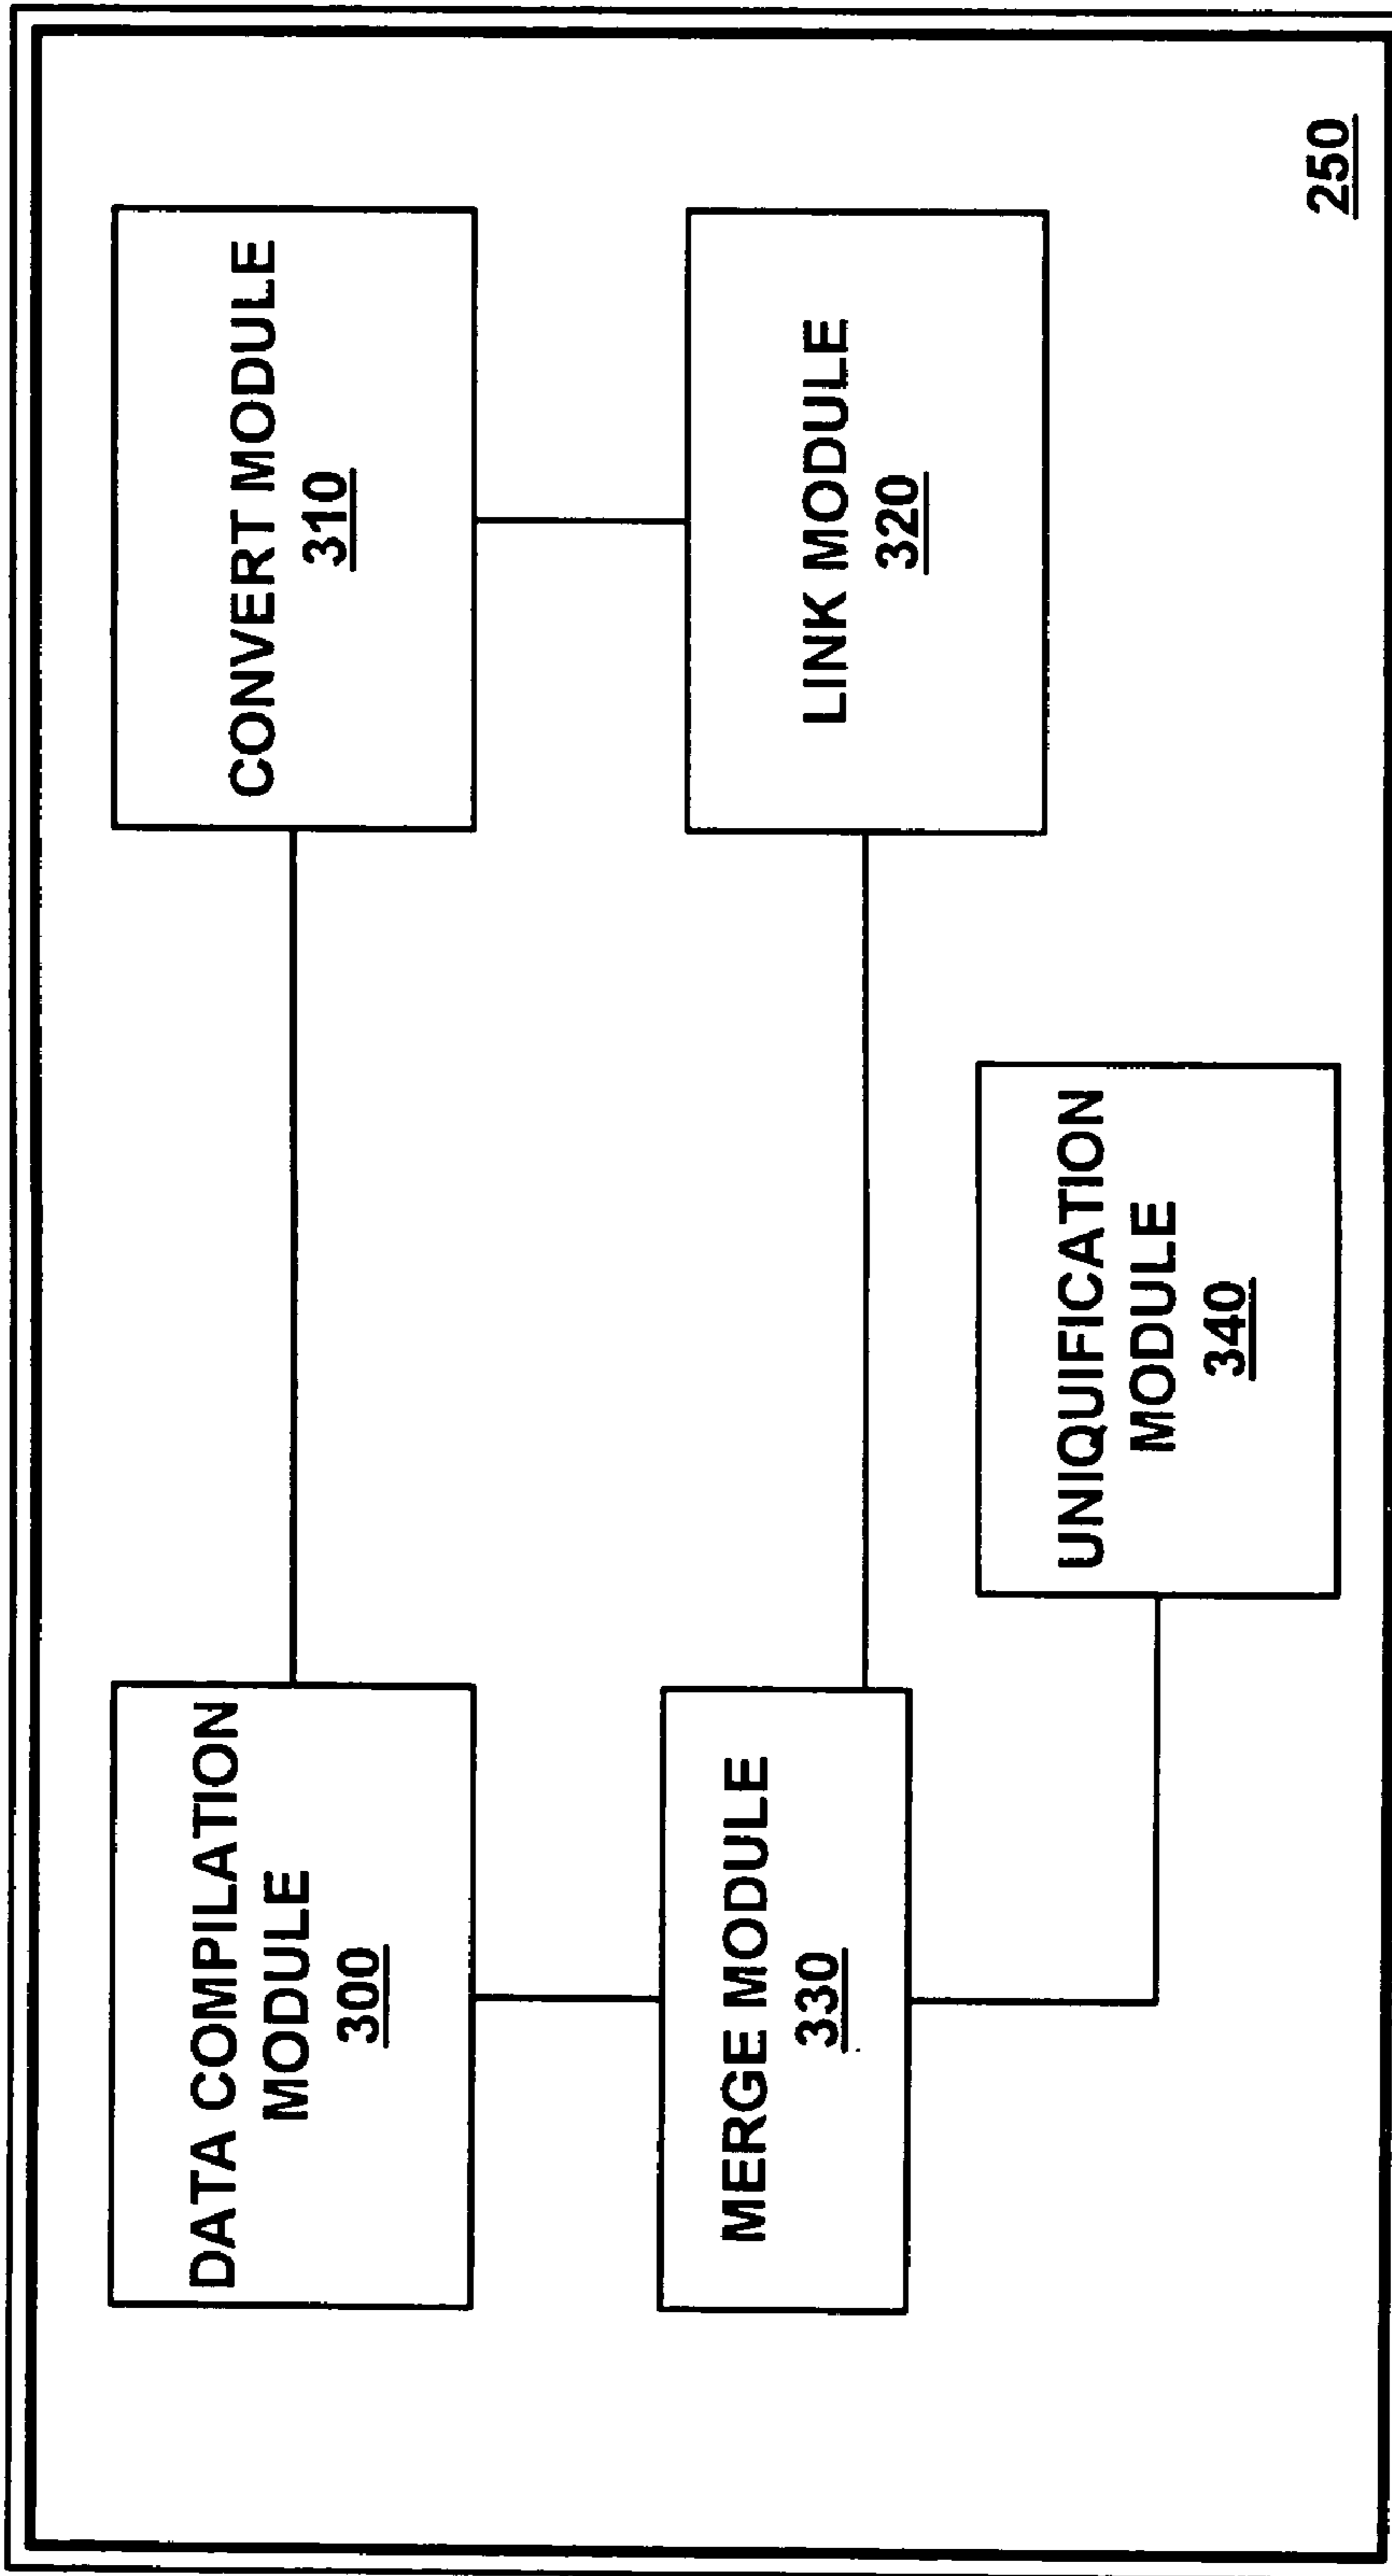 DATA COMPILATION
MODULE
300
CONVERT MODULE
310
MERGE MODULE
330
LINK MODULE
320
UNIQUIFICATION
MODULE
340
250